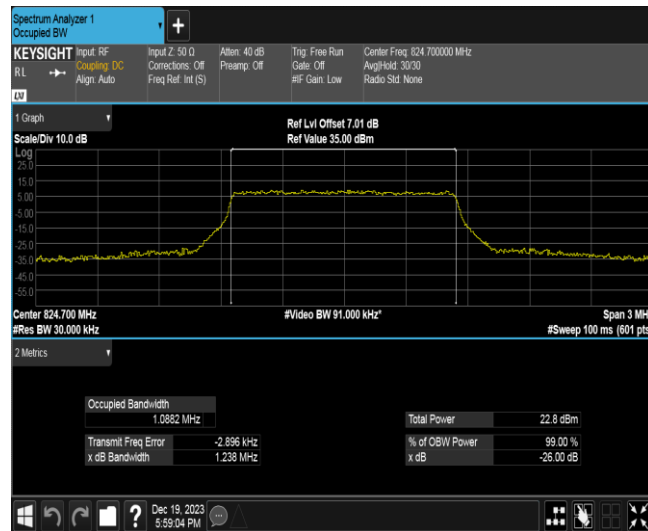 Spectrum Analyzer 1
Occupied BW
+
KEYSIGHT
RL
LXI
Input: RF
Coupling: DC
Align: Auto
Input Z: 50 Ω
Corrections: Off
Freq Ref: Int (S)
Atten: 40 dB
Preamp: Off
Trig: Free Run
Gate: Off
#IF Gain: Low
Center Freq: 824.700000 MHz
Avg|Hold: 30/30
Radio Std: None
1 Graph
Scale/Div 10.0 dB
Ref Lvl Offset 7.01 dB
Ref Value 35.00 dBm
Log
25.0
15.0
5.00
-5.00
-15.0
-25.0
-35.0
-45.0
-55.0
Center 824.700 MHz
#Video BW 91.000 kHz*
Span 3 MH
#Res BW 30.000 kHz
#Sweep 100 ms (601 pts
2 Metrics
Occupied Bandwidth
1.0882 MHz
Total Power 22.8 dBm
Transmit Freq Error -2.896 kHz
% of OBW Power 99.00 %
x dB Bandwidth 1.238 MHz
x dB -26.00 dB
?
Dec 19, 2023
5:59:04 PM